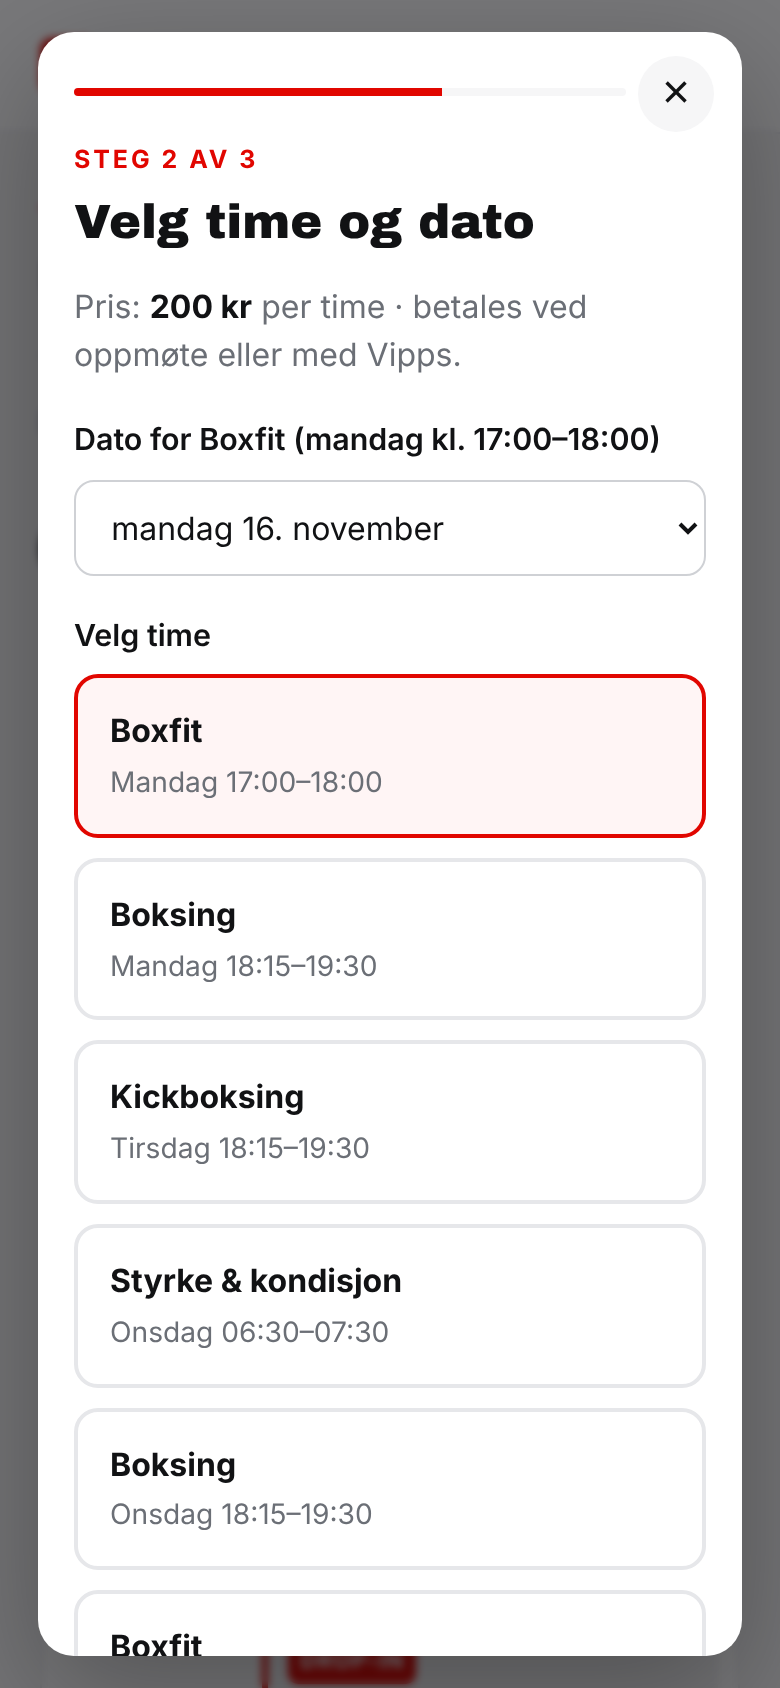 STEG 2 AV 3
Velg time og dato
Pris: 200 kr per time · betales ved
oppmøte eller med Vipps.
Dato for Boxfit (mandag kl. 17:00–18:00)
mandag 16. november
Velg time
Boxfit
Mandag 17:00–18:00
Boksing
Mandag 18:15–19:30
Kickboksing
Tirsdag 18:15–19:30
Styrke & kondisjon
Onsdag 06:30–07:30
Boksing
Onsdag 18:15–19:30
Boxfit